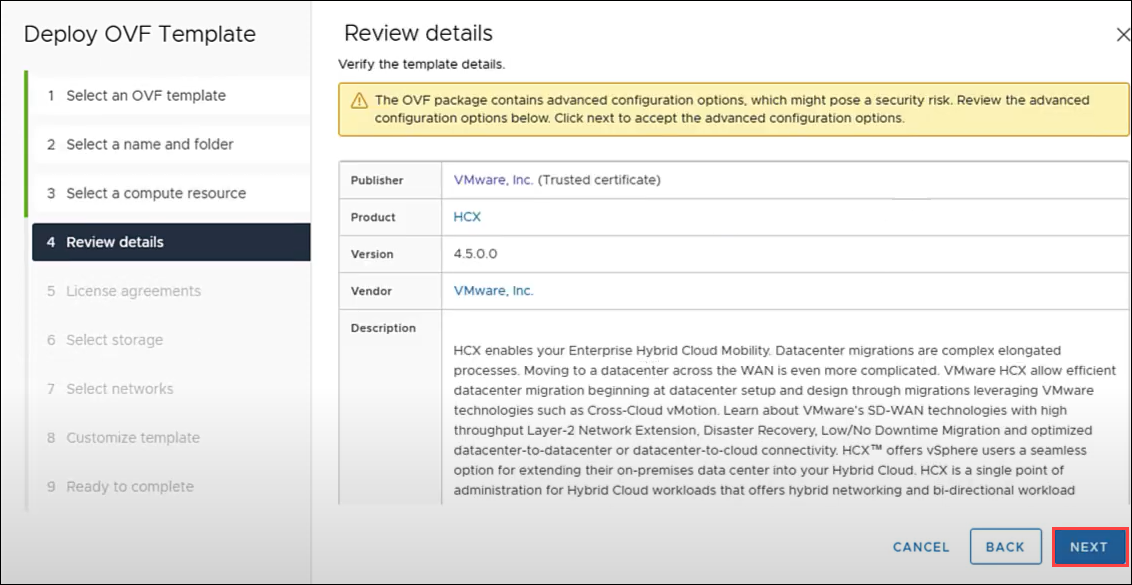 Deploy OVF Template
1 Select an OVF template
2 Select a name and folder
3 Select a compute resource
4 Review details
5 License agreements
6 Select storage
7 Select networks
8 Customize template
9 Ready to complete
Review details
Verify the template details.
The OVF package contains advanced configuration options, which might pose a security risk. Review the advanced
configuration options below. Click next to accept the advanced configuration options.
Publisher VMware, Inc. (Trusted certificate)
Product HCX
Version 4.5.0.0
Vendor VMware, Inc.
Description
HCX enables your Enterprise Hybrid Cloud Mobility. Datacenter migrations are complex elongated
processes. Moving to a datacenter across the WAN is even more complicated. VMware HCX allow efficient
datacenter migration beginning at datacenter setup and design through migrations leveraging VMware
technologies such as Cross-Cloud vMotion. Learn about VMware's SD-WAN technologies with high
throughput Layer-2 Network Extension, Disaster Recovery, Low/No Downtime Migration and optimized
datacenter-to-datacenter or datacenter-to-cloud connectivity. HCX™ offers vSphere users a seamless
option for extending their on-premises data center into your Hybrid Cloud. HCX is a single point of
administration for Hybrid Cloud workloads that offers hybrid networking and bi-directional workload
CANCEL BACK NEXT